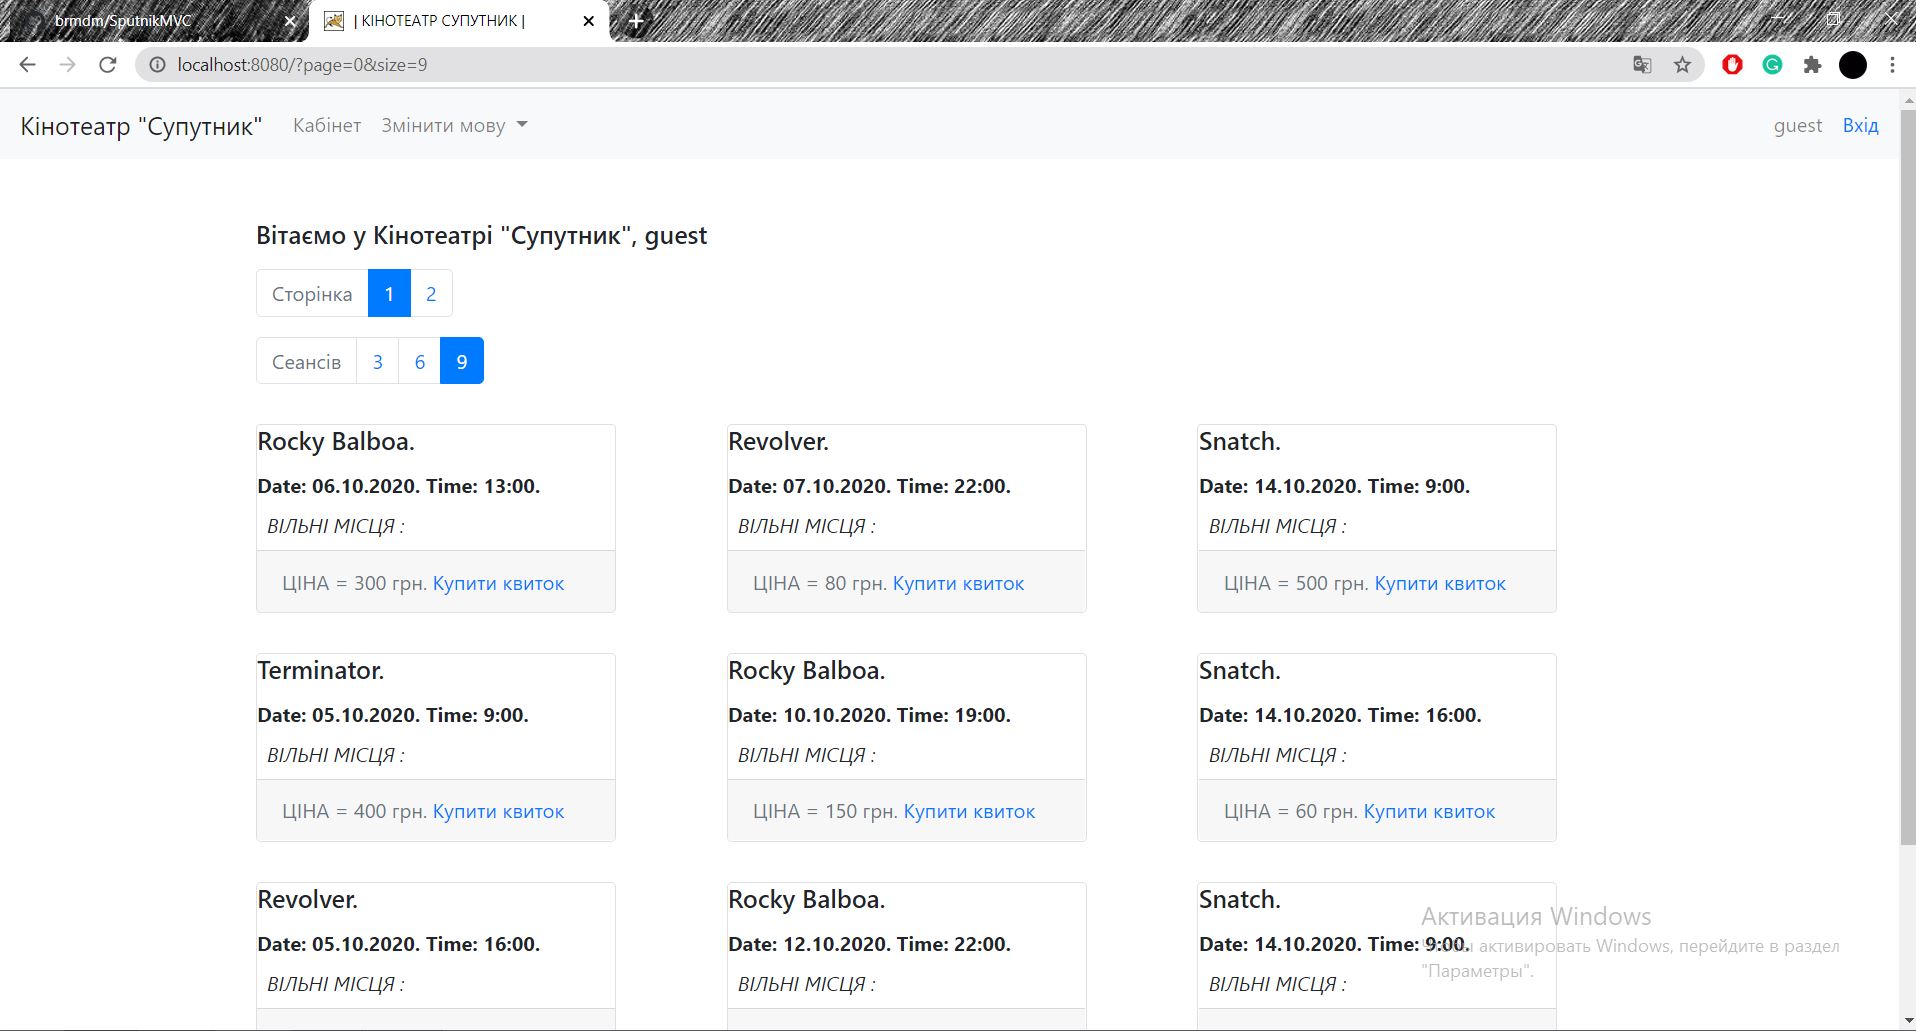 brmdm/SputnikMVC
| КІНОТЕАТР СУПУТНИК |
localhost:8080/?page=0&size=9
Кінотеатр "Супутник" Кабінет Змінити мову guest Вхід
Вітаємо у Кінотеатрі "Супутник", guest
Сторінка 1 2
Сеансів 3 6 9
Rocky Balboa.
Date: 06.10.2020. Time: 13:00.
ВІЛЬНІ МІСЦЯ :
ЦІНА = 300 грн. Купити квиток
Revolver.
Date: 07.10.2020. Time: 22:00.
ВІЛЬНІ МІСЦЯ :
ЦІНА = 80 грн. Купити квиток
Snatch.
Date: 14.10.2020. Time: 9:00.
ВІЛЬНІ МІСЦЯ :
ЦІНА = 500 грн. Купити квиток
Terminator.
Date: 05.10.2020. Time: 9:00.
ВІЛЬНІ МІСЦЯ :
ЦІНА = 400 грн. Купити квиток
Rocky Balboa.
Date: 10.10.2020. Time: 19:00.
ВІЛЬНІ МІСЦЯ :
ЦІНА = 150 грн. Купити квиток
Snatch.
Date: 14.10.2020. Time: 16:00.
ВІЛЬНІ МІСЦЯ :
ЦІНА = 60 грн. Купити квиток
Revolver.
Date: 05.10.2020. Time: 16:00.
ВІЛЬНІ МІСЦЯ :
Rocky Balboa.
Date: 12.10.2020. Time: 22:00.
ВІЛЬНІ МІСЦЯ :
Snatch.
Date: 14.10.2020. Time: 9:00.
ВІЛЬНІ МІСЦЯ :
Активация Windows
Чтобы активировать Windows, перейдите в раздел
"Параметры".